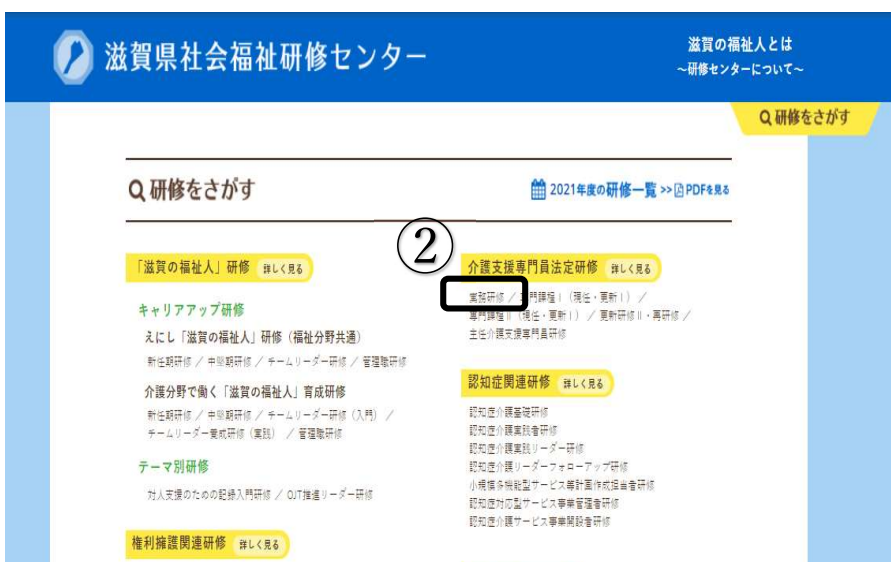 滋賀県社会福祉研修センター
滋賀の福祉人とは
~研修センターについて~
研修をさがす
研修をさがす
2021年度の研修一覧 >> PDFを見る
②
「滋賀の福祉人」研修 詳しく見る
キャリアアップ研修
えにし「滋賀の福祉人」研修（福祉分野共通）
新任期研修 ／ 中堅期研修 ／ チームリーダー研修 ／ 管理職研修
介護分野で働く「滋賀の福祉人」育成研修
新任期研修 ／ 中堅期研修 ／ チームリーダー研修（入門） ／
チームリーダー養成研修（実践） ／ 管理職研修
テーマ別研修
対人支援のための記録入門研修 ／ OJT推進リーダー研修
権利擁護関連研修 詳しく見る
介護支援専門員法定研修 詳しく見る
実務研修 ／ 専門課程Ⅰ（現任・更新Ⅰ） ／
専門課程Ⅱ（現任・更新Ⅰ） ／ 更新研修Ⅱ・再研修 ／
主任介護支援専門員研修
認知症関連研修 詳しく見る
認知症介護基礎研修
認知症介護実践者研修
認知症介護実践リーダー研修
認知症介護リーダーフォローアップ研修
小規模多機能型サービス等計画作成担当者研修
認知症対応型サービス事業管理者研修
認知症介護サービス事業開設者研修